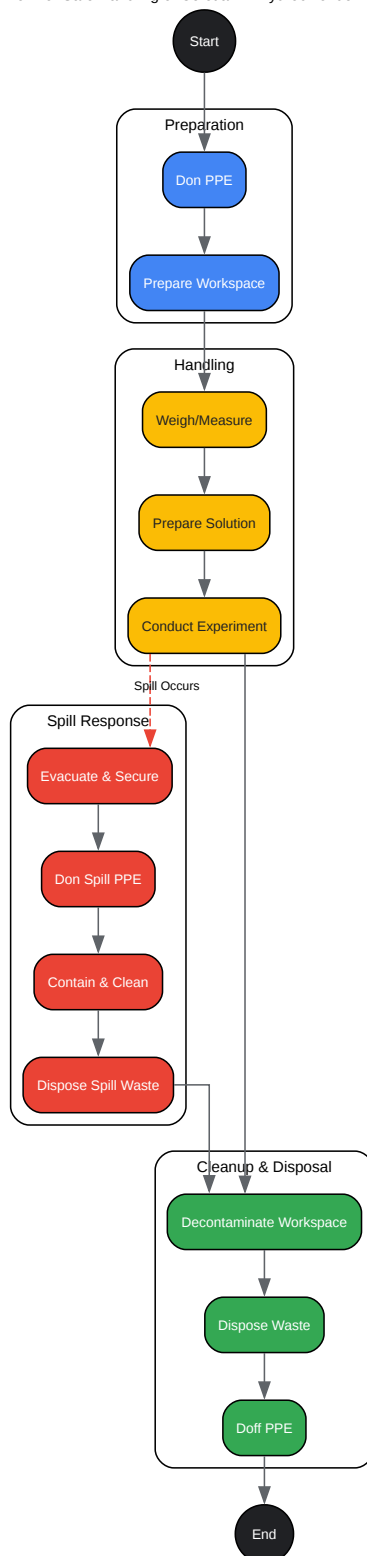 Start
Preparation
Don PPE
Prepare Workspace
Handling
Weigh/Measure
Prepare Solution
Conduct Experiment
Spill Occurs
Spill Response
Evacuate & Secure
Don Spill PPE
Contain & Clean
Dispose Spill Waste
Cleanup & Disposal
Decontaminate Workspace
Dispose Waste
Doff PPE
End